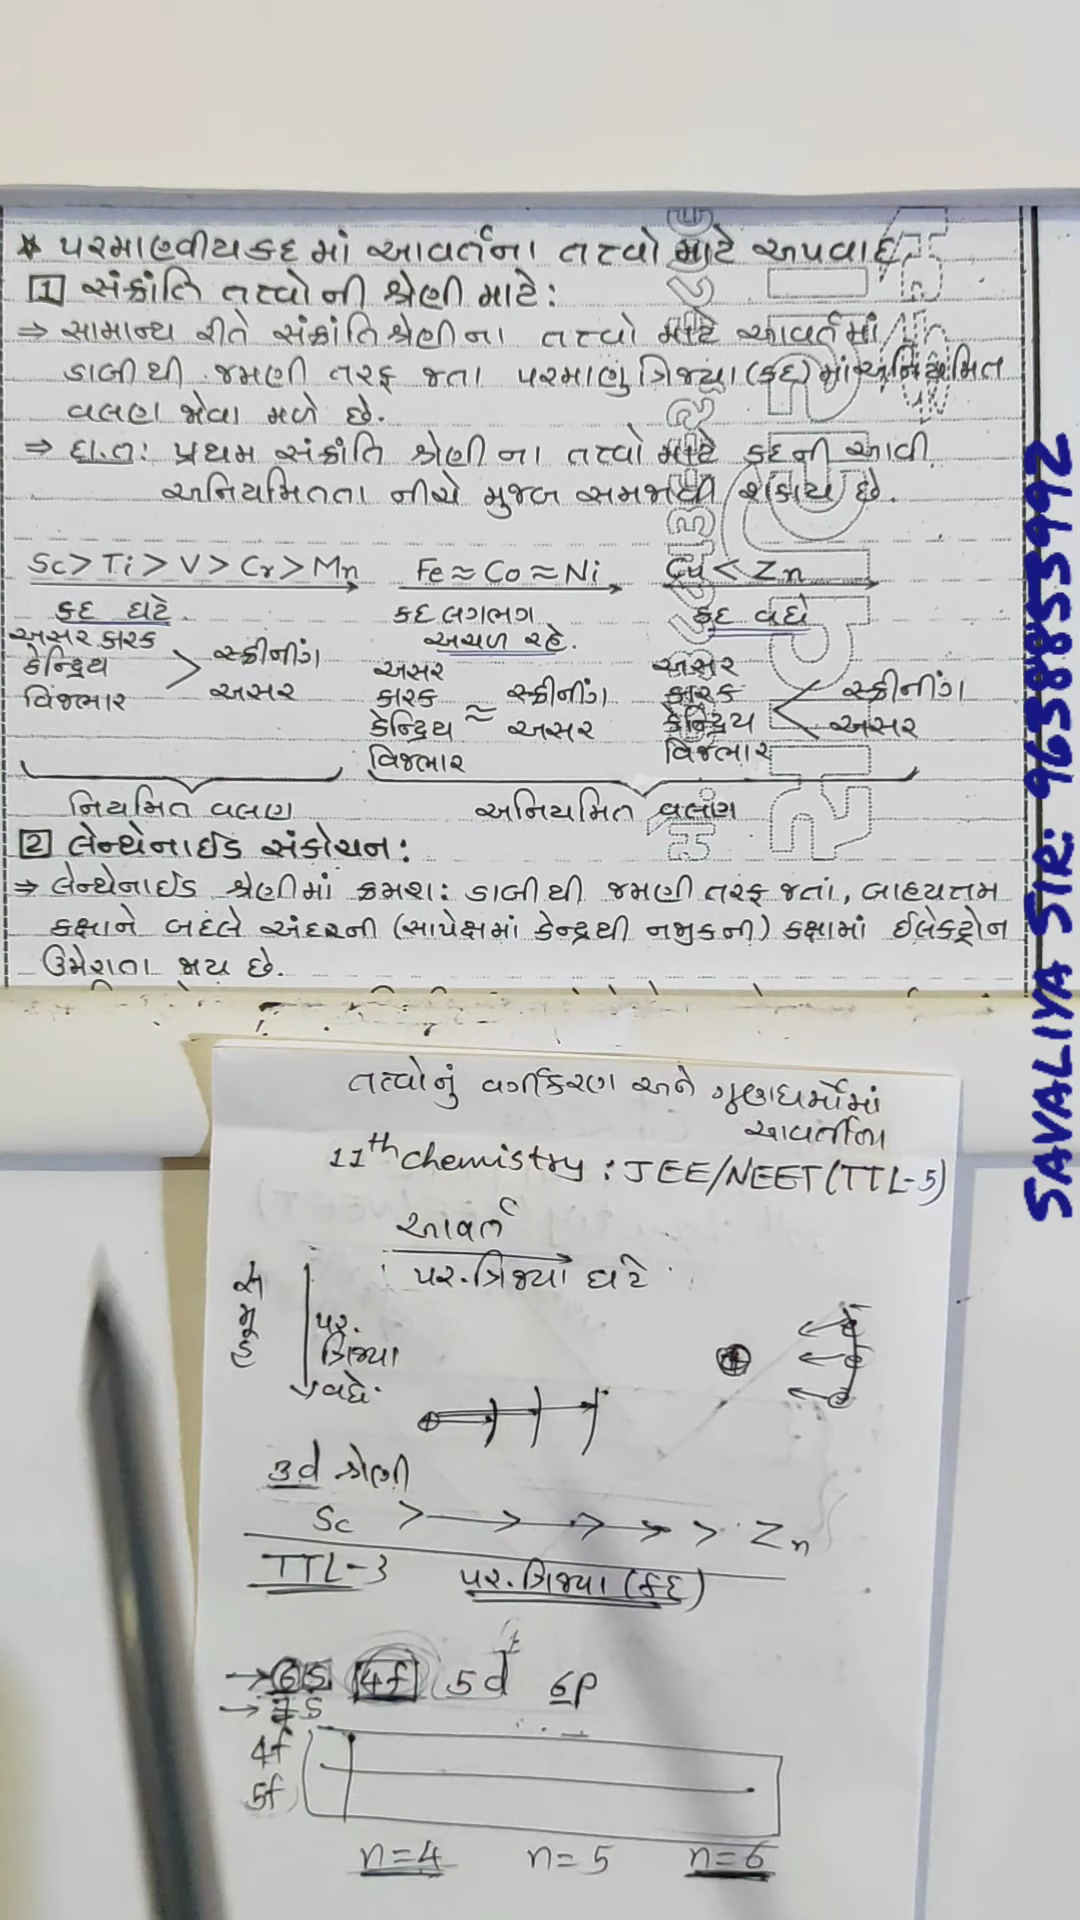 * પરમાણ્વીય કદ માં આવર્તના તત્વો માટે અપવાદ
1 સંક્રાંતિ તત્વોની શ્રેણી માટે:
⇒ સામાન્ય રીતે સંક્રાંતિ શ્રેણીના તત્વો માટે આવર્તમાં
ડાબીથી જમણી તરફ જતા પરમાણુ ત્રિજ્યા (કદ) માં અનિયમિત
વલણ જોવા મળે છે.
⇒ દા.ત: પ્રથમ સંક્રાંતિ શ્રેણી ના તત્વો માટે કદની આવી
અનિયમિતતા નીચે મુજબ સમજાવી શકાય છે.
Sc > Ti > V > Cr > Mn Fe ≈ Co ≈ Ni Cu < Zn
કદ ઘટે કદ લગભગ અચળ રહે. કદ વધે
અસરકારક કેન્દ્રિય વિજભાર > સ્ક્રીનીંગ અસર
અસર કારક કેન્દ્રિય વિજભાર ≈ સ્ક્રીનીંગ અસર
અસર કારક કેન્દ્રિય વિજભાર < સ્ક્રીનીંગ અસર
નિયમિત વલણ અનિયમિત વલણ
2 લેન્થેનાઈડ સંકોચન:
⇒ લેન્થેનાઈડ શ્રેણીમાં ક્રમશ: ડાબીથી જમણી તરફ જતાં, બાહ્યતમ
કક્ષાને બદલે અંદરની (સાપેક્ષમાં કેન્દ્રથી નજીકની) કક્ષામાં ઈલેક્ટ્રોન
ઉમેરાતા જાય છે.
SAVALIYA SIR: 9638855992
તત્વોનું વર્ગીકરણ અને ગુણધર્મોમાં
આવર્તીતા
11th chemistry : JEE/NEET (TTL-5)
આવર્ત
પર. ત્રિજ્યા ઘટે
સમૂહ
પર.
ત્રિજ્યા
વધે
3d શ્રેણી
Sc > > > > > Zn
TTL-3 પર. ત્રિજ્યા (કદ)
→ 6s 4f 5d 6p
→ 7s
4f
5f
n=4 n=5 n=6